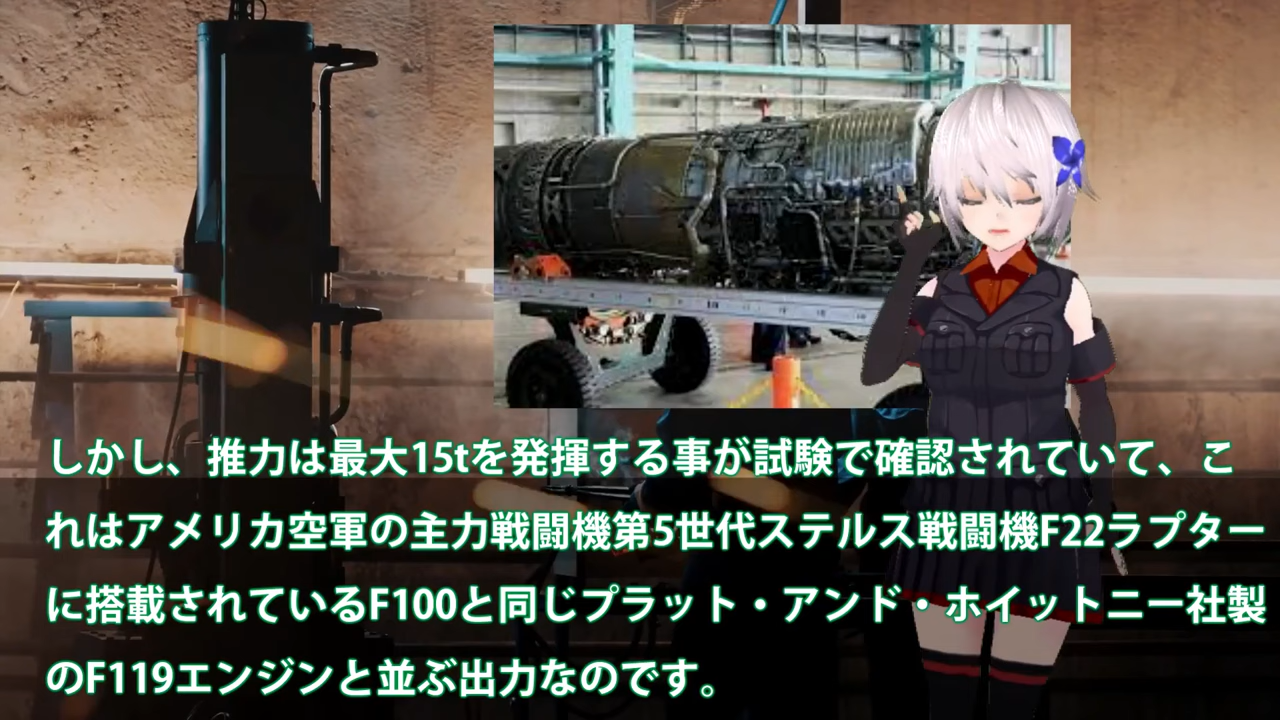 しかし、推力は最大15tを発揮する事が試験で確認されていて、こ
れはアメリカ空軍の主力戦闘機第5世代ステルス戦闘機F22ラプター
に搭載されているF100と同じプラット・アンド・ホイットニー社製
のF119エンジンと並ぶ出力なのです。